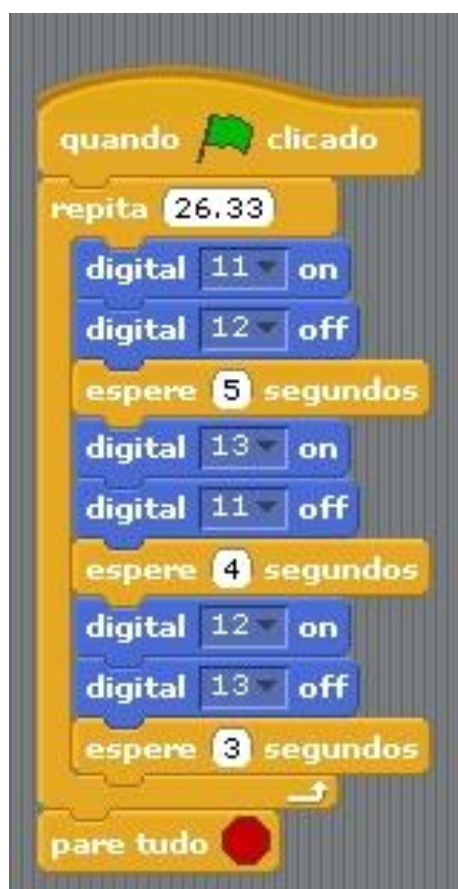 quando clicado
repita 26.33
digital 11 on
digital 12 off
espere 5 segundos
digital 13 on
digital 11 off
espere 4 segundos
digital 12 on
digital 13 off
espere 3 segundos
pare tudo